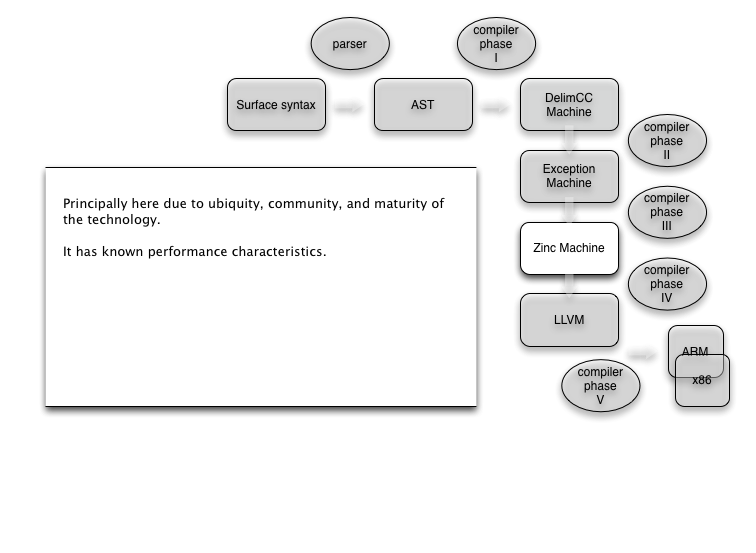 parser
compiler
phase
I
Surface syntax
AST
DelimCC
Machine
compiler
phase
II
Exception
Machine
compiler
phase
III
Principally here due to ubiquity, community, and maturity of
the technology.
It has known performance characteristics.
Zinc Machine
compiler
phase
IV
LLVM
ARM
x86
compiler
phase
V